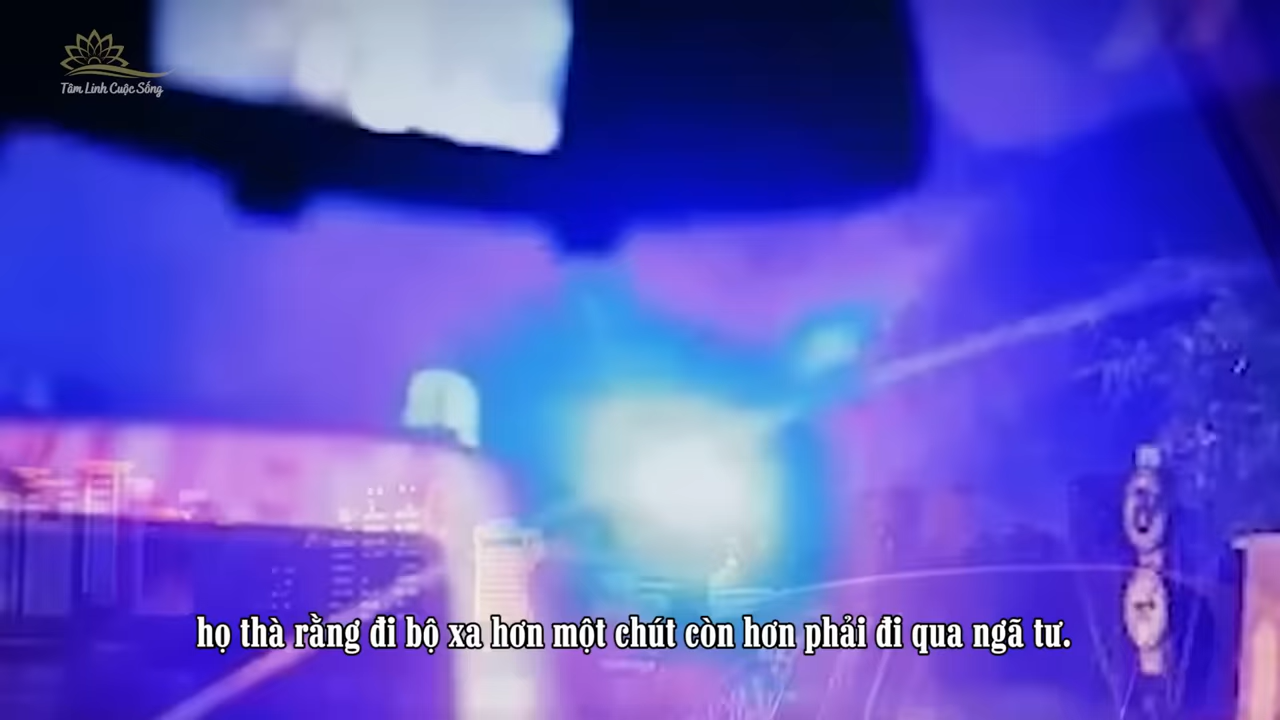 Tâm Linh Cuộc Sống
họ thà rằng đi bộ xa hơn một chút còn hơn phải đi qua ngã tư.